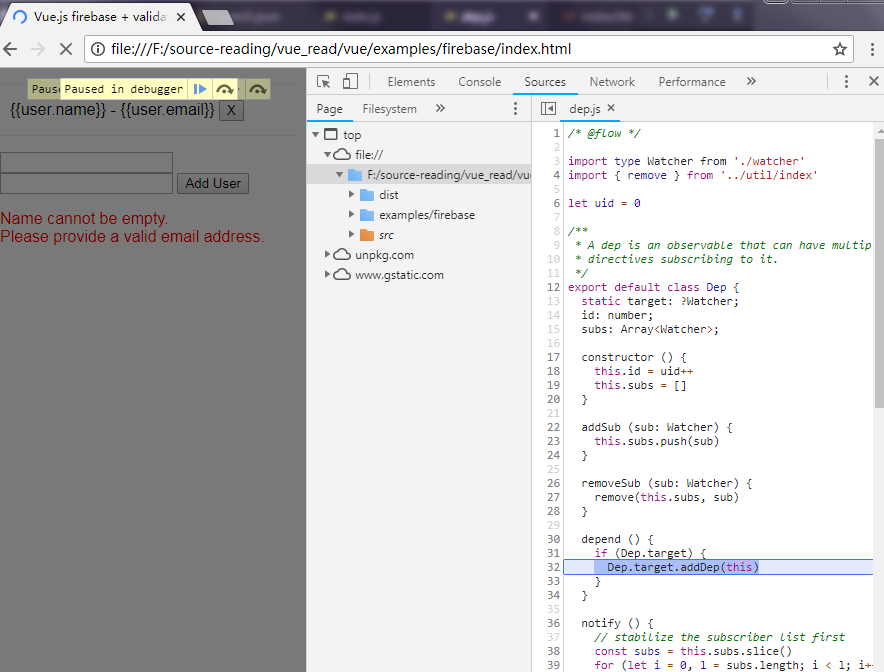 Vue.js firebase + valida
file:///F:/source-reading/vue_read/vue/examples/firebase/index.html
Paus
Paused in debugger
{{user.name}} - {{user.email}} X
Add User
Name cannot be empty.
Please provide a valid email address.
Elements Console Sources Network Performance »
Page Filesystem »
top
file://
F:/source-reading/vue_read/vu
dist
examples/firebase
src
unpkg.com
www.gstatic.com
dep.js
1 /* @flow */
2
3 import type Watcher from './watcher'
4 import { remove } from '../util/index'
5
6 let uid = 0
7
8 /**
9 * A dep is an observable that can have multip
10 * directives subscribing to it.
11 */
12 export default class Dep {
13 static target: ?Watcher;
14 id: number;
15 subs: Array<Watcher>;
16
17 constructor () {
18 this.id = uid++
19 this.subs = []
20 }
21
22 addSub (sub: Watcher) {
23 this.subs.push(sub)
24 }
25
26 removeSub (sub: Watcher) {
27 remove(this.subs, sub)
28 }
29
30 depend () {
31 if (Dep.target) {
32 Dep.target.addDep(this)
33 }
34 }
35
36 notify () {
37 // stabilize the subscriber list first
38 const subs = this.subs.slice()
39 for (let i = 0, l = subs.length; i < l; i+